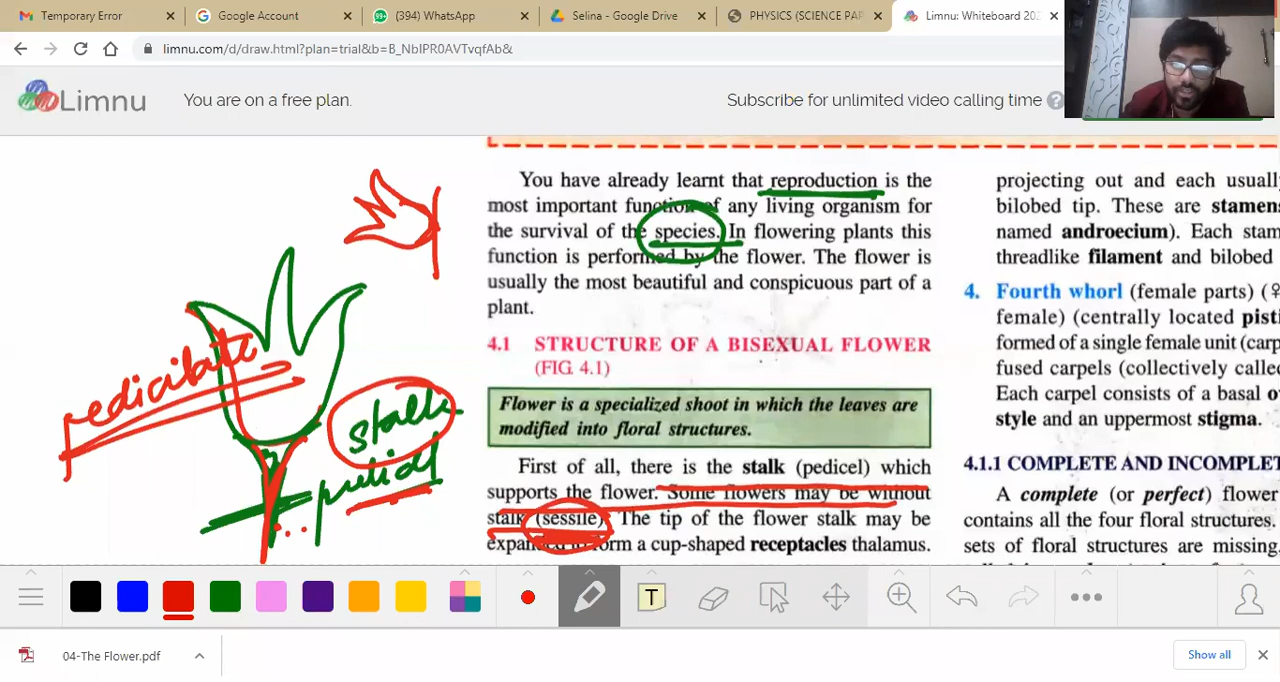 Temporary Error
Google Account
(394) WhatsApp
Selina - Google Drive
PHYSICS (SCIENCE PAP
Limnu: Whiteboard 202
limnu.com/d/draw.html?plan=trial&b=B_NbIPR0AVTvqfAb&
Limnu
You are on a free plan.
Subscribe for unlimited video calling time
stalk
You have already learnt that reproduction is the
most important function of any living organism for
the survival of the species. In flowering plants this
function is performed by the flower. The flower is
usually the most beautiful and conspicuous part of a
plant.
4.1 STRUCTURE OF A BISEXUAL FLOWER
(FIG. 4.1)
Flower is a specialized shoot in which the leaves are
modified into floral structures.
First of all, there is the stalk (pedicel) which
supports the flower. Some flowers may be without
stalk (sessile). The tip of the flower stalk may be
expanded to form a cup-shaped receptacles thalamus.
projecting out and each usually
bilobed tip. These are stamens
named androecium). Each stam
threadlike filament and bilobed
4. Fourth whorl (female parts) (♀
female) (centrally located pisti
formed of a single female unit (carp
fused carpels (collectively calle
Each carpel consists of a basal o
style and an uppermost stigma.
4.1.1 COMPLETE AND INCOMPLET
A complete (or perfect) flower
contains all the four floral structures.
sets of floral structures are missing,
T
04-The Flower.pdf
Show all